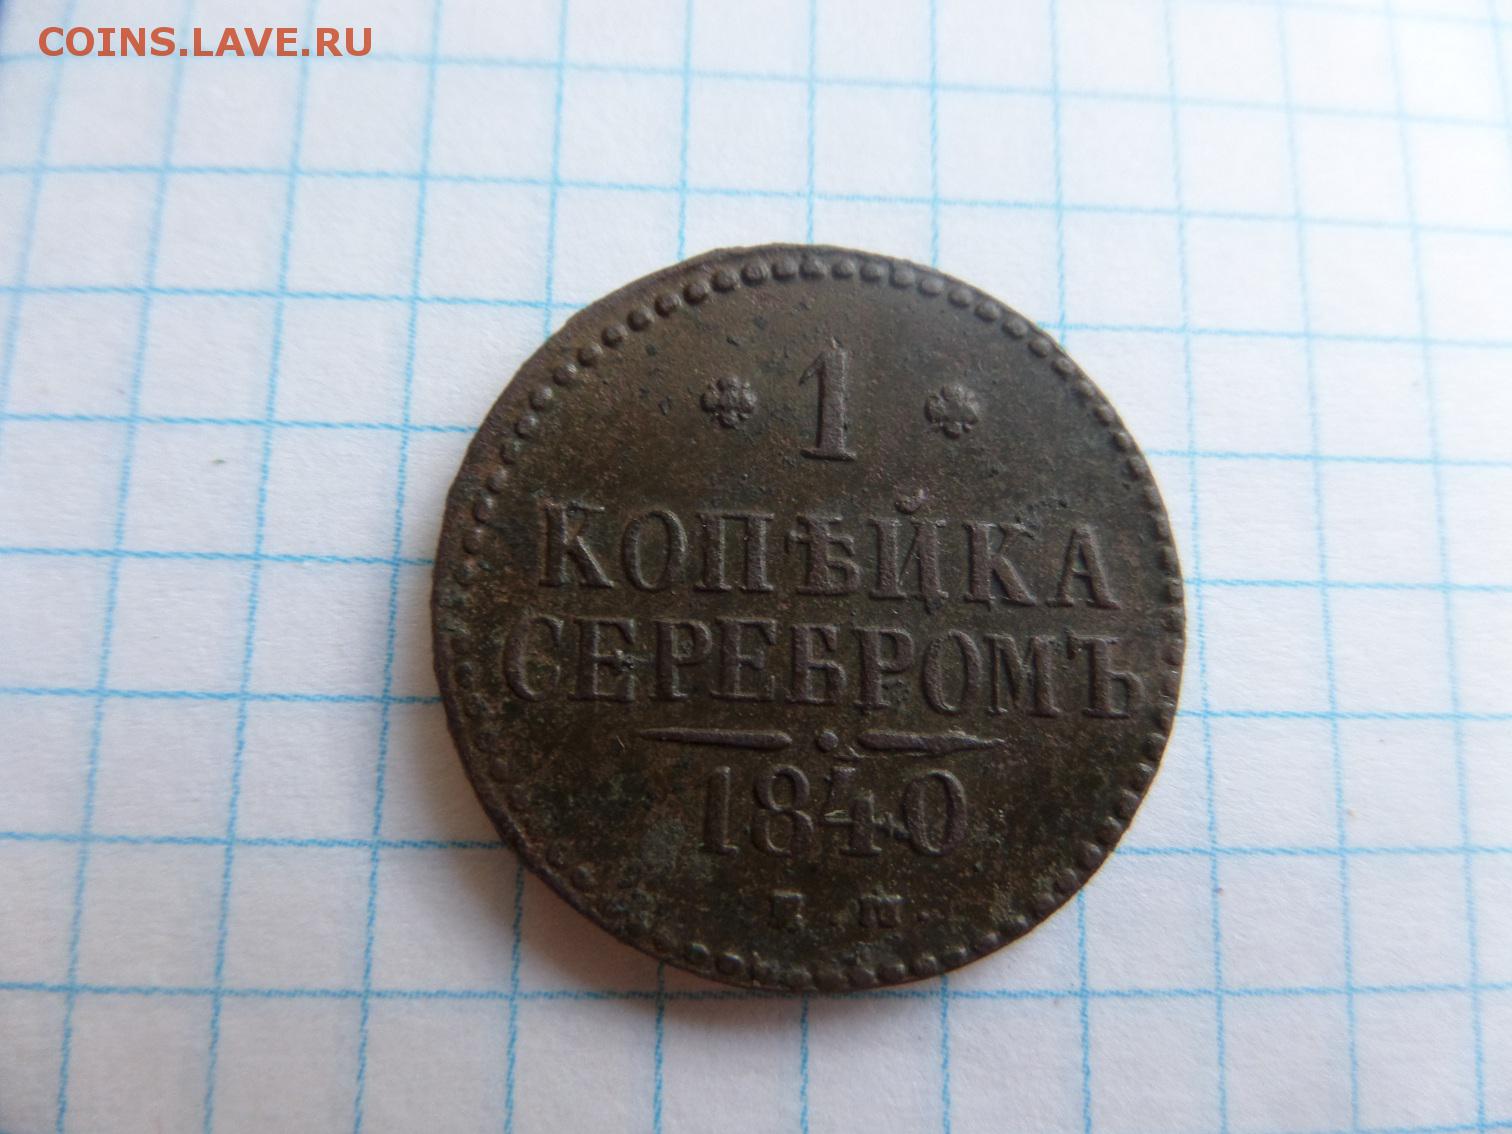 COINS.LAVE.RU
1
КОПѢЙКА
СЕРЕБРОМЪ
1840